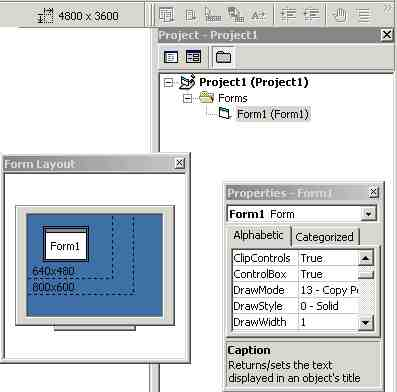 4800 x 3600
Project - Project1
Project1 (Project1)
Forms
Form1 (Form1)
Form Layout
Form1
640x480
800x600
Properties - Form1
Form1 Form
Alphabetic Categorized
ClipControls True
ControlBox True
DrawMode 13 - Copy Pe
DrawStyle 0 - Solid
DrawWidth 1
Caption
Returns/sets the text
displayed in an object's title